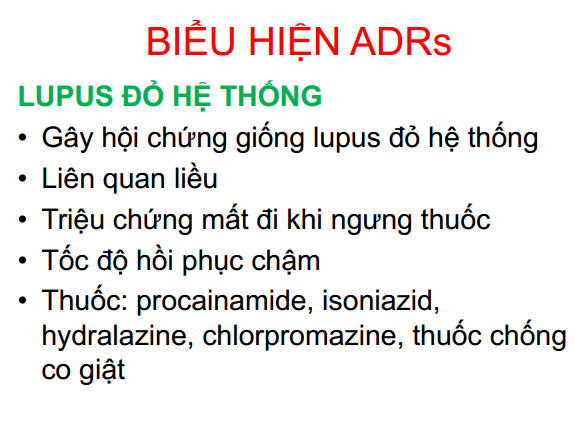 BIỂU HIỆN ADRs
LUPUS ĐỎ HỆ THỐNG
• Gây hội chứng giống lupus đỏ hệ thống
• Liên quan liều
• Triệu chứng mất đi khi ngưng thuốc
• Tốc độ hồi phục chậm
• Thuốc: procainamide, isoniazid,
hydralazine, chlorpromazine, thuốc chống
co giật